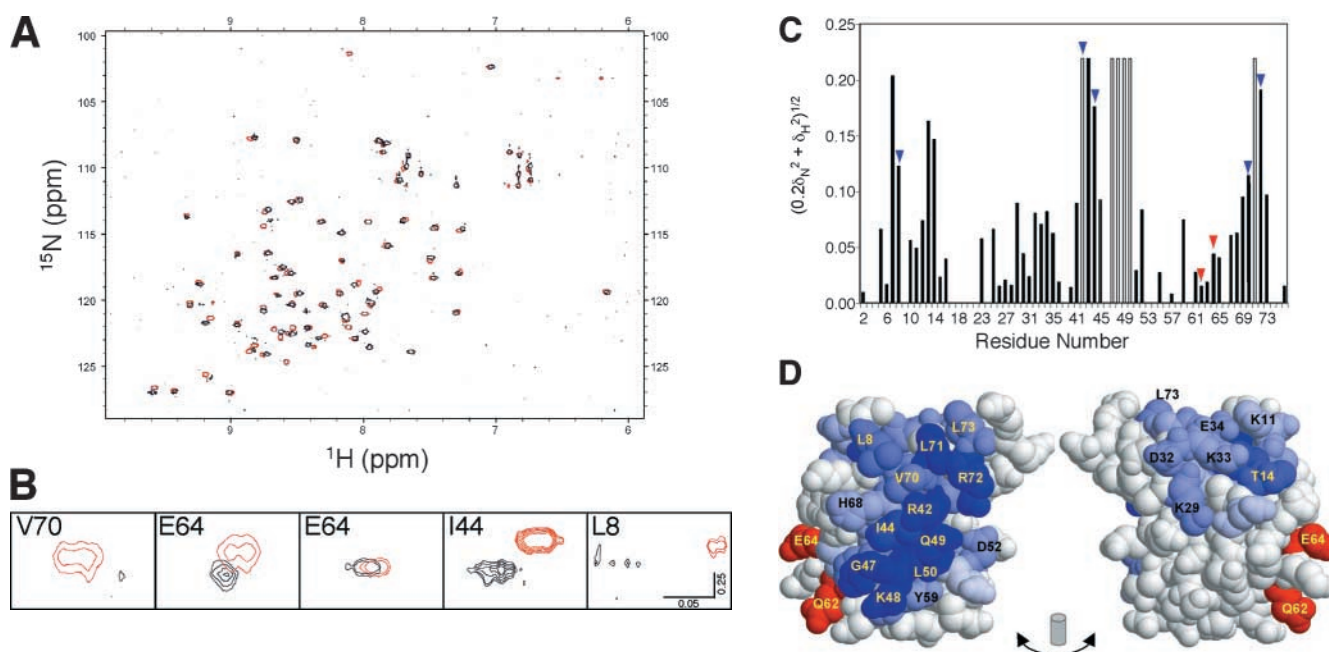 A
9 8 7 6
100
105
110
115
120
125
100
105
110
115
120
125
9 8 7 6
15N (ppm)
1H (ppm)
B
V70 E64 E64 I44 L8
0.25
0.05
C
0.25
0.20
0.15
0.10
0.05
0.00
(0.2δN2 + δH2)1/2
2 6 10 14 18 23 27 31 35 41 45 49 53 57 61 65 69 73
Residue Number
D
L73
L8 L71 L73
V70 R72
H68 R42
I44 Q49 D52
E64
G47 L50
K48 Y59
Q62
E34 K11
D32 K33
T14
K29
E64
Q62